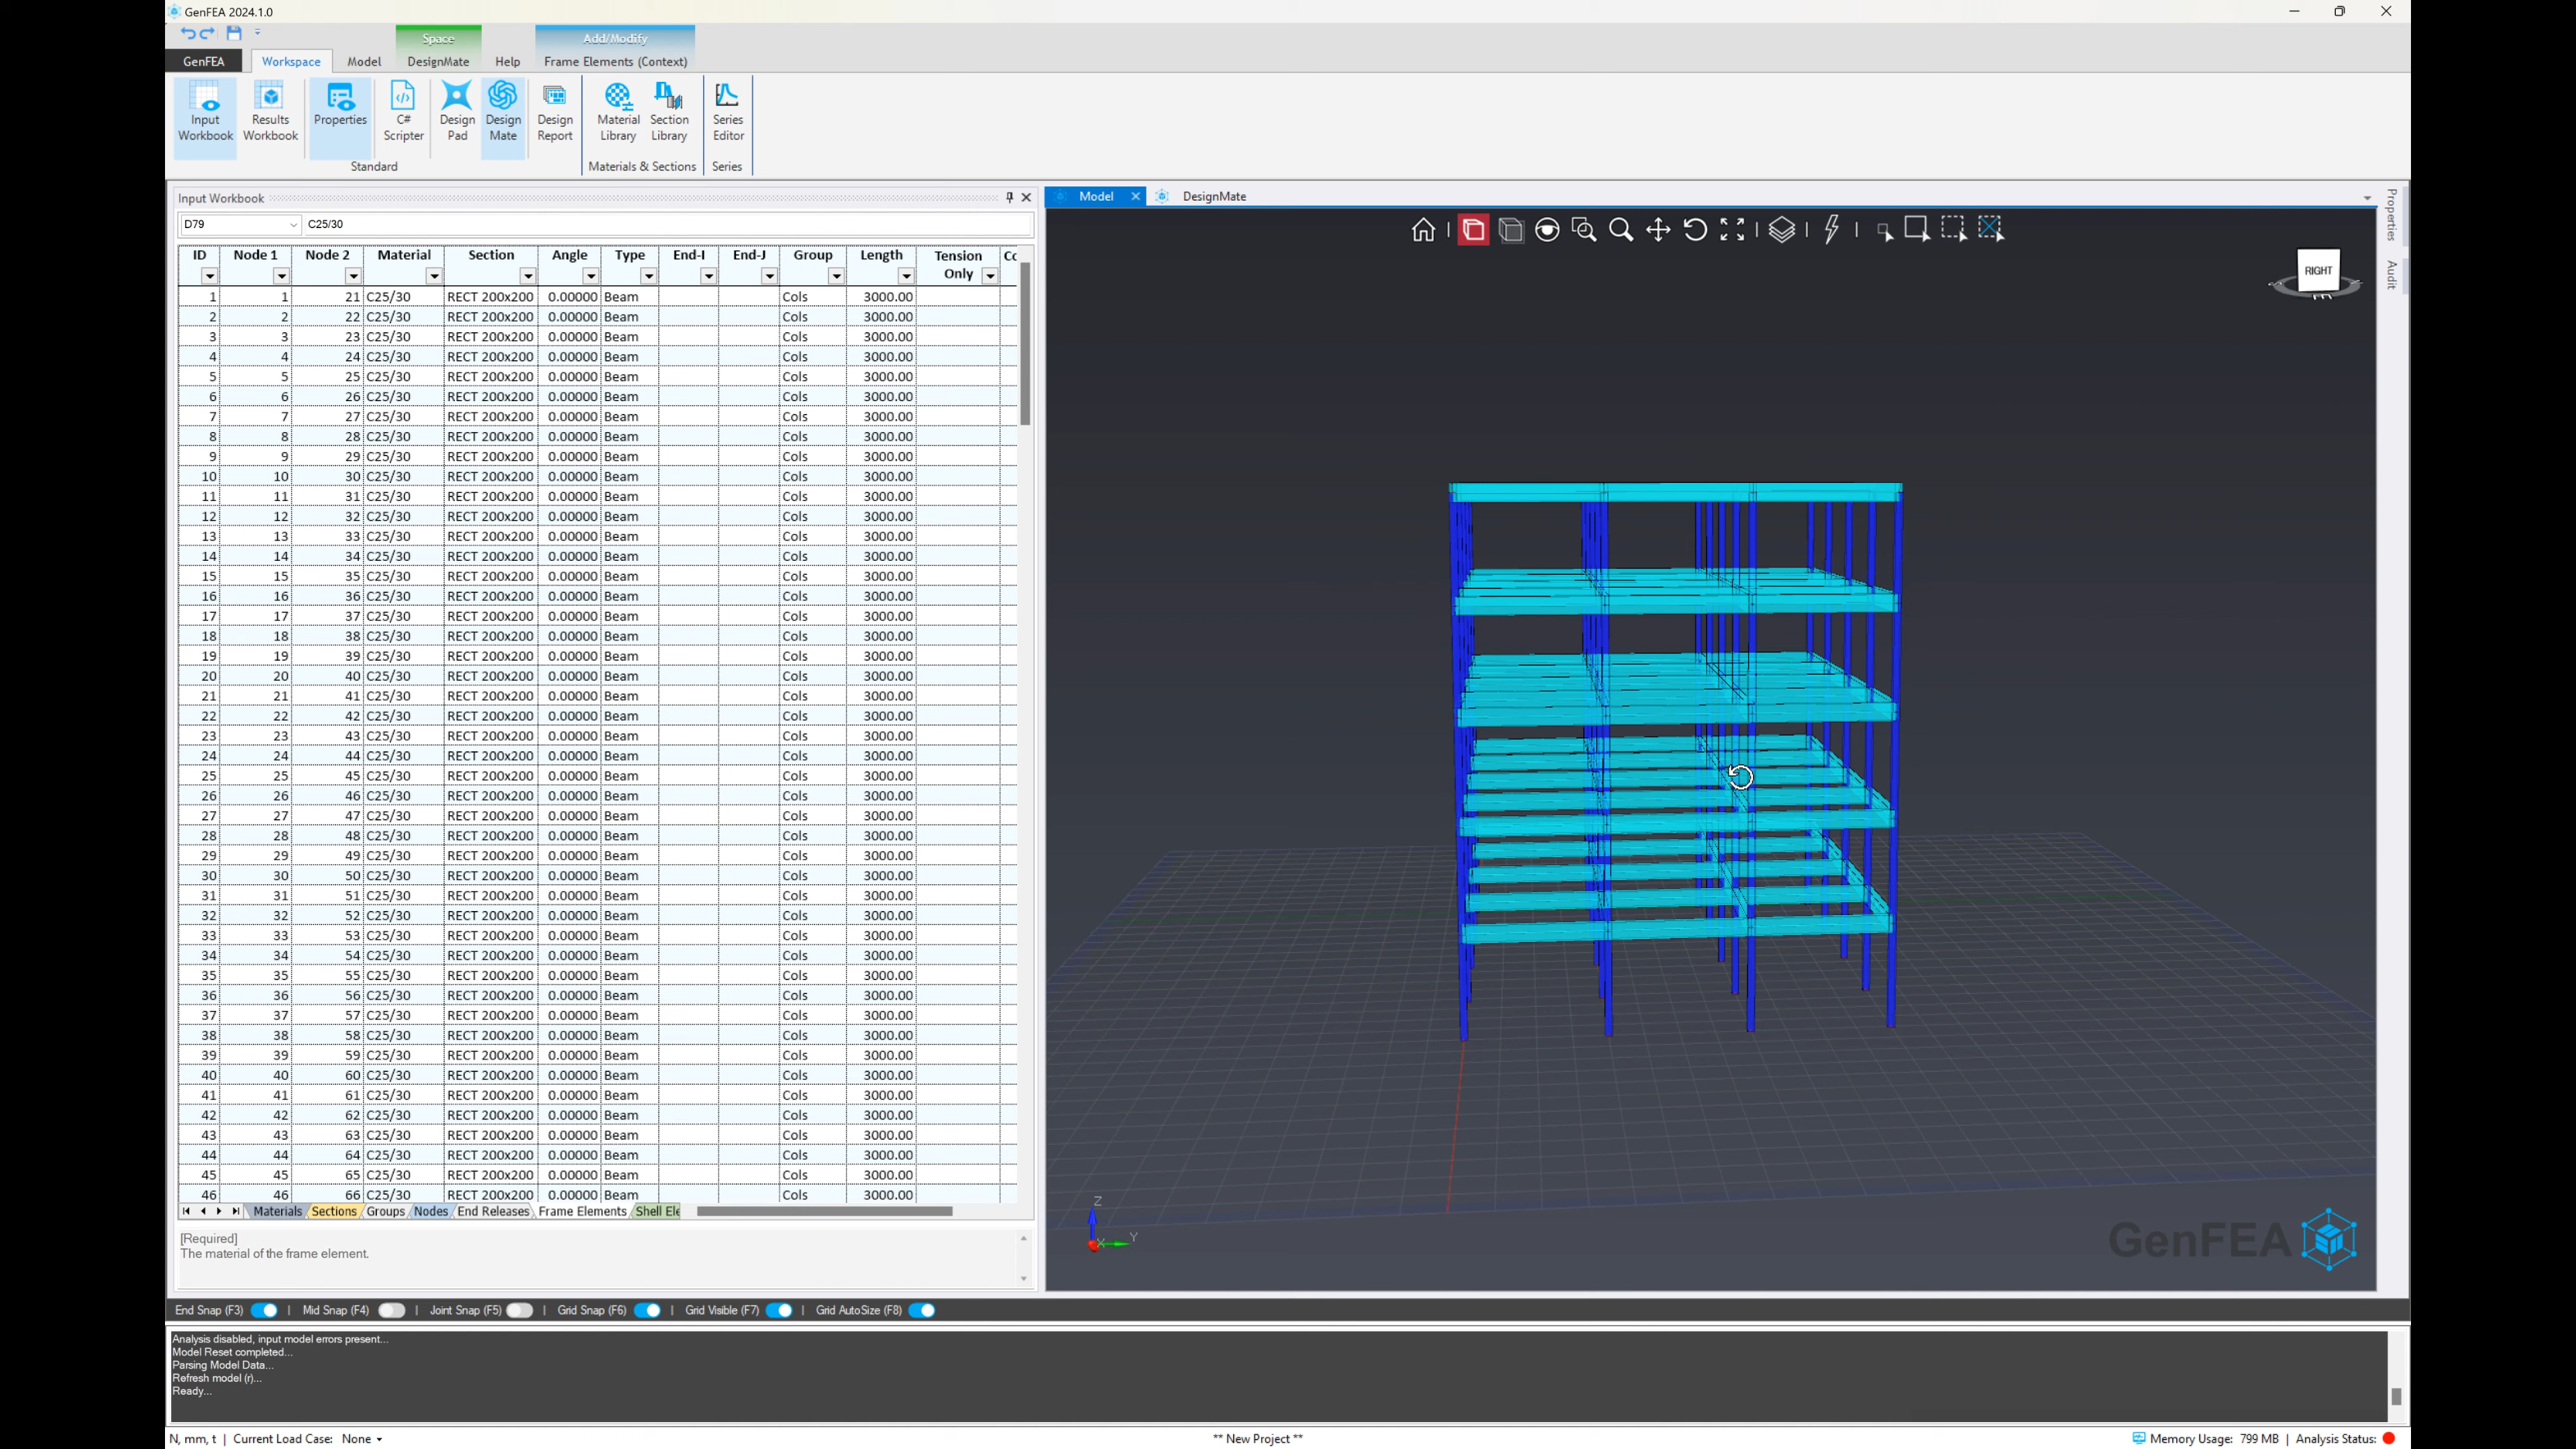 GenFEA 2024.1.0
Space Add/Modify
GenFEA Workspace Model DesignMate Help Frame Elements (Context)
Input Workbook Results Workbook Properties C# Scripter Design Pad Design Mate Design Report Material Library Section Library Series Editor
Standard Materials & Sections Series
Input Workbook Model DesignMate
D79 C25/30
ID Node 1 Node 2 Material Section Angle Type End-I End-J Group Length Tension Only Cc
1 1 21 C25/30 RECT 200x200 0.00000 Beam Cols 3000.00
2 2 22 C25/30 RECT 200x200 0.00000 Beam Cols 3000.00
3 3 23 C25/30 RECT 200x200 0.00000 Beam Cols 3000.00
4 4 24 C25/30 RECT 200x200 0.00000 Beam Cols 3000.00
5 5 25 C25/30 RECT 200x200 0.00000 Beam Cols 3000.00
6 6 26 C25/30 RECT 200x200 0.00000 Beam Cols 3000.00
7 7 27 C25/30 RECT 200x200 0.00000 Beam Cols 3000.00
8 8 28 C25/30 RECT 200x200 0.00000 Beam Cols 3000.00
9 9 29 C25/30 RECT 200x200 0.00000 Beam Cols 3000.00
10 10 30 C25/30 RECT 200x200 0.00000 Beam Cols 3000.00
11 11 31 C25/30 RECT 200x200 0.00000 Beam Cols 3000.00
12 12 32 C25/30 RECT 200x200 0.00000 Beam Cols 3000.00
13 13 33 C25/30 RECT 200x200 0.00000 Beam Cols 3000.00
14 14 34 C25/30 RECT 200x200 0.00000 Beam Cols 3000.00
15 15 35 C25/30 RECT 200x200 0.00000 Beam Cols 3000.00
16 16 36 C25/30 RECT 200x200 0.00000 Beam Cols 3000.00
17 17 37 C25/30 RECT 200x200 0.00000 Beam Cols 3000.00
18 18 38 C25/30 RECT 200x200 0.00000 Beam Cols 3000.00
19 19 39 C25/30 RECT 200x200 0.00000 Beam Cols 3000.00
20 20 40 C25/30 RECT 200x200 0.00000 Beam Cols 3000.00
21 21 41 C25/30 RECT 200x200 0.00000 Beam Cols 3000.00
22 22 42 C25/30 RECT 200x200 0.00000 Beam Cols 3000.00
23 23 43 C25/30 RECT 200x200 0.00000 Beam Cols 3000.00
24 24 44 C25/30 RECT 200x200 0.00000 Beam Cols 3000.00
25 25 45 C25/30 RECT 200x200 0.00000 Beam Cols 3000.00
26 26 46 C25/30 RECT 200x200 0.00000 Beam Cols 3000.00
27 27 47 C25/30 RECT 200x200 0.00000 Beam Cols 3000.00
28 28 48 C25/30 RECT 200x200 0.00000 Beam Cols 3000.00
29 29 49 C25/30 RECT 200x200 0.00000 Beam Cols 3000.00
30 30 50 C25/30 RECT 200x200 0.00000 Beam Cols 3000.00
31 31 51 C25/30 RECT 200x200 0.00000 Beam Cols 3000.00
32 32 52 C25/30 RECT 200x200 0.00000 Beam Cols 3000.00
33 33 53 C25/30 RECT 200x200 0.00000 Beam Cols 3000.00
34 34 54 C25/30 RECT 200x200 0.00000 Beam Cols 3000.00
35 35 55 C25/30 RECT 200x200 0.00000 Beam Cols 3000.00
36 36 56 C25/30 RECT 200x200 0.00000 Beam Cols 3000.00
37 37 57 C25/30 RECT 200x200 0.00000 Beam Cols 3000.00
38 38 58 C25/30 RECT 200x200 0.00000 Beam Cols 3000.00
39 39 59 C25/30 RECT 200x200 0.00000 Beam Cols 3000.00
40 40 60 C25/30 RECT 200x200 0.00000 Beam Cols 3000.00
41 41 61 C25/30 RECT 200x200 0.00000 Beam Cols 3000.00
42 42 62 C25/30 RECT 200x200 0.00000 Beam Cols 3000.00
43 43 63 C25/30 RECT 200x200 0.00000 Beam Cols 3000.00
44 44 64 C25/30 RECT 200x200 0.00000 Beam Cols 3000.00
45 45 65 C25/30 RECT 200x200 0.00000 Beam Cols 3000.00
46 46 66 C25/30 RECT 200x200 0.00000 Beam Cols 3000.00
Materials Sections Groups Nodes End Releases Frame Elements Shell Ele
[Required]
The material of the frame element.
RIGHT
Properties
Audit
Z
X Y
GenFEA
End Snap (F3) | Mid Snap (F4) | Joint Snap (F5) | Grid Snap (F6) | Grid Visible (F7) | Grid AutoSize (F8)
Analysis disabled, input model errors present...
Model Reset completed...
Parsing Model Data...
Refresh model (r)...
Ready...
N, mm, t | Current Load Case: None ** New Project ** Memory Usage: 799 MB | Analysis Status: